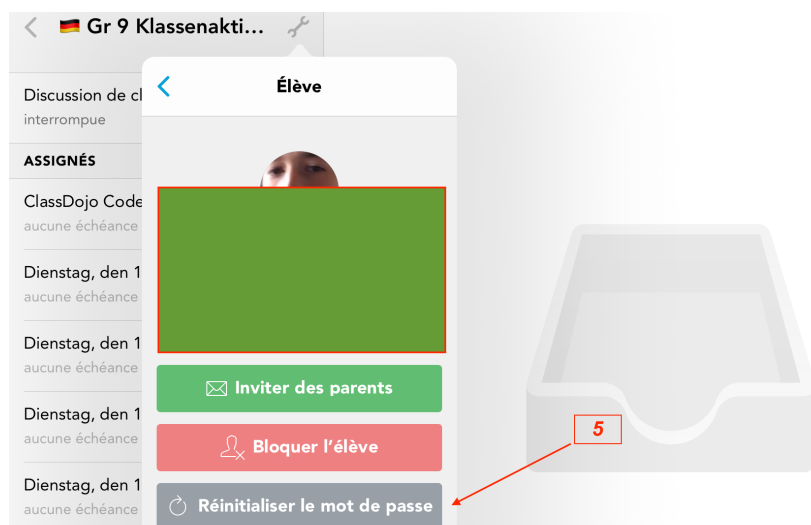 Gr 9 Klassenakti...
Élève
Discussion de cl
interrompue
ASSIGNÉS
ClassDojo Code
aucune échéance
Dienstag, den 1
aucune échéance
Dienstag, den 1
aucune échéance
Dienstag, den 1
aucune échéance
Dienstag, den 1
aucune échéance
Inviter des parents
Bloquer l'élève
Réinitialiser le mot de passe
5